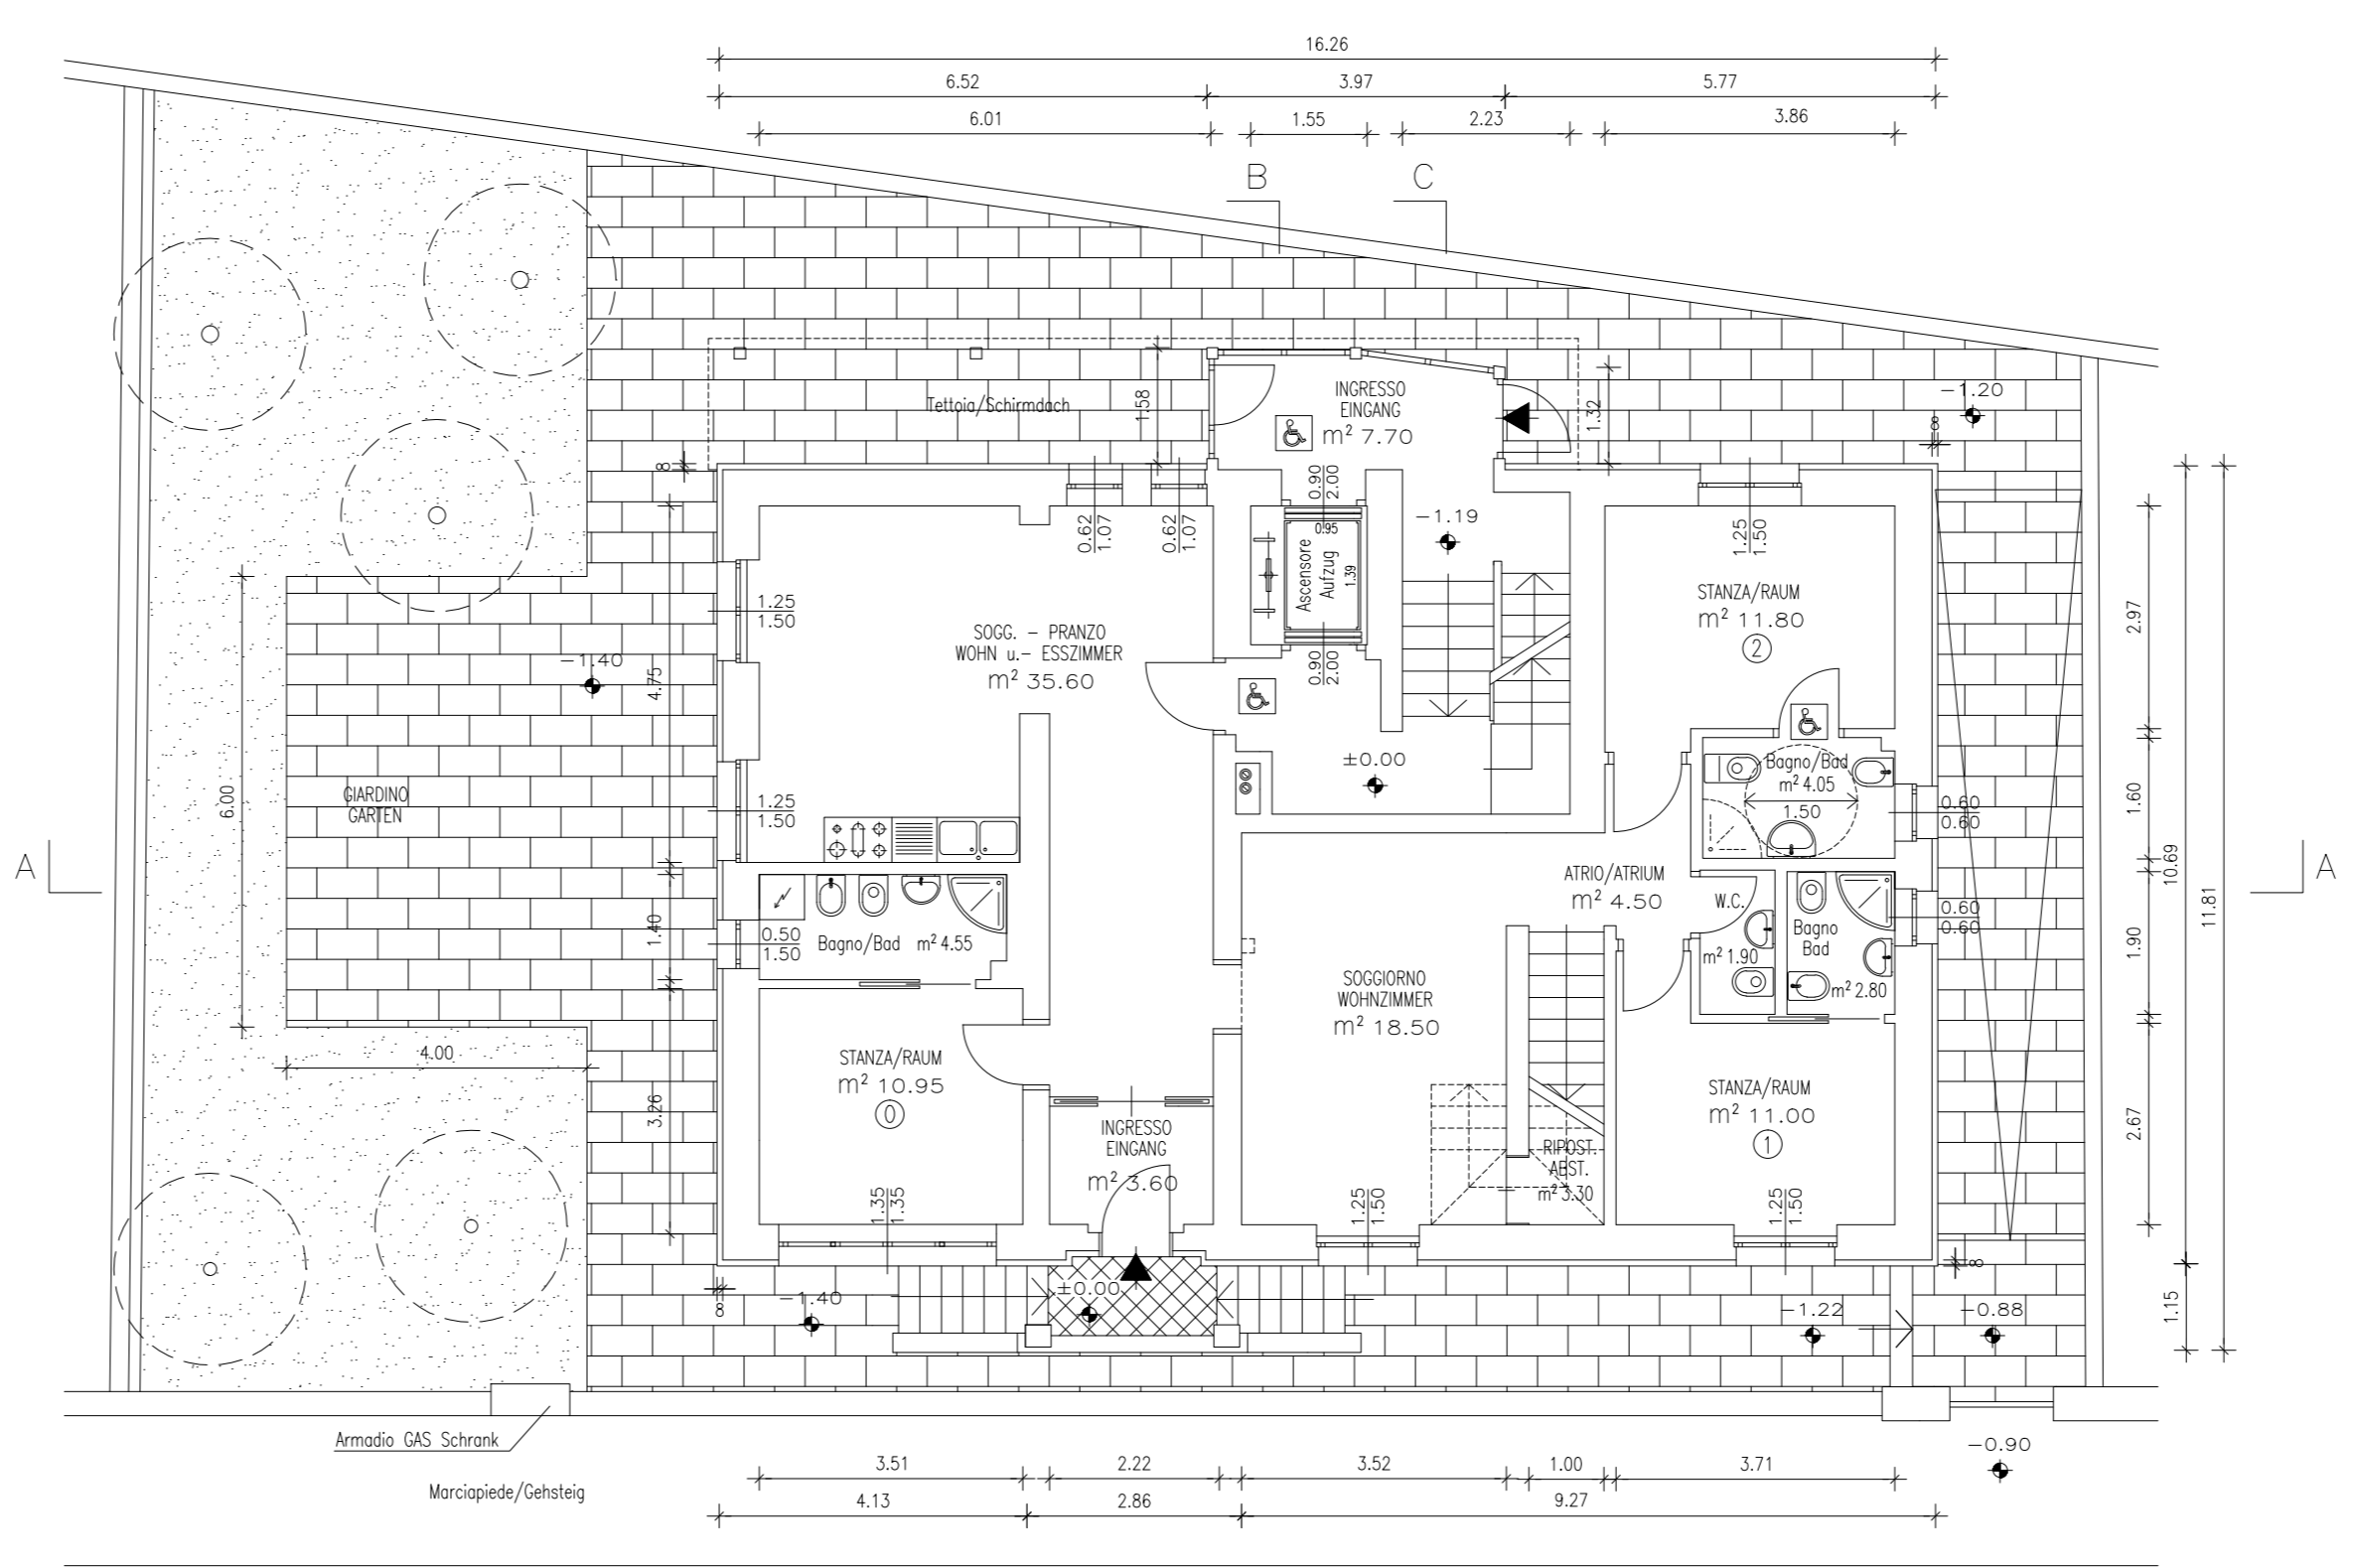 16.26
6.52
3.97
5.77
6.01
1.55
2.23
3.86
B
C
-1.20
Tettoia/Schirmdach
1.58
INGRESSO
EINGANG
m² 7.70
1.32
8
8
0.90
2.00
-1.19
0.62
1.07
0.62
1.07
0.95
Ascensore
Aufzug
1.39
1.25
1.50
STANZA/RAUM
m² 11.80
2
2.97
1.25
1.50
SOGG. - PRANZO
WOHN u.- ESSZIMMER
m² 35.60
-1.40
4.75
0.90
2.00
±0.00
GIARDINO
GARTEN
6.00
1.25
1.50
Bagno/Bad
m² 4.05
1.50
0.60
0.60
1.60
10.69
11.81
A
A
ATRIO/ATRIUM
m² 4.50
W.C.
m² 1.90
Bagno
Bad
m² 2.80
0.60
0.60
1.90
1.40
0.50
1.50
Bagno/Bad m² 4.55
SOGGIORNO
WOHNZIMMER
m² 18.50
4.00
3.26
STANZA/RAUM
m² 10.95
0
INGRESSO
EINGANG
m² 3.60
RIPOST.
ABST.
m² 3.30
STANZA/RAUM
m² 11.00
1
2.67
1.35
1.35
1.25
1.50
1.25
1.50
8
8
±0.00
-1.40
-1.22
-0.88
1.15
Armadio GAS Schrank
-0.90
Marciapiede/Gehsteig
3.51
2.22
3.52
1.00
3.71
4.13
2.86
9.27